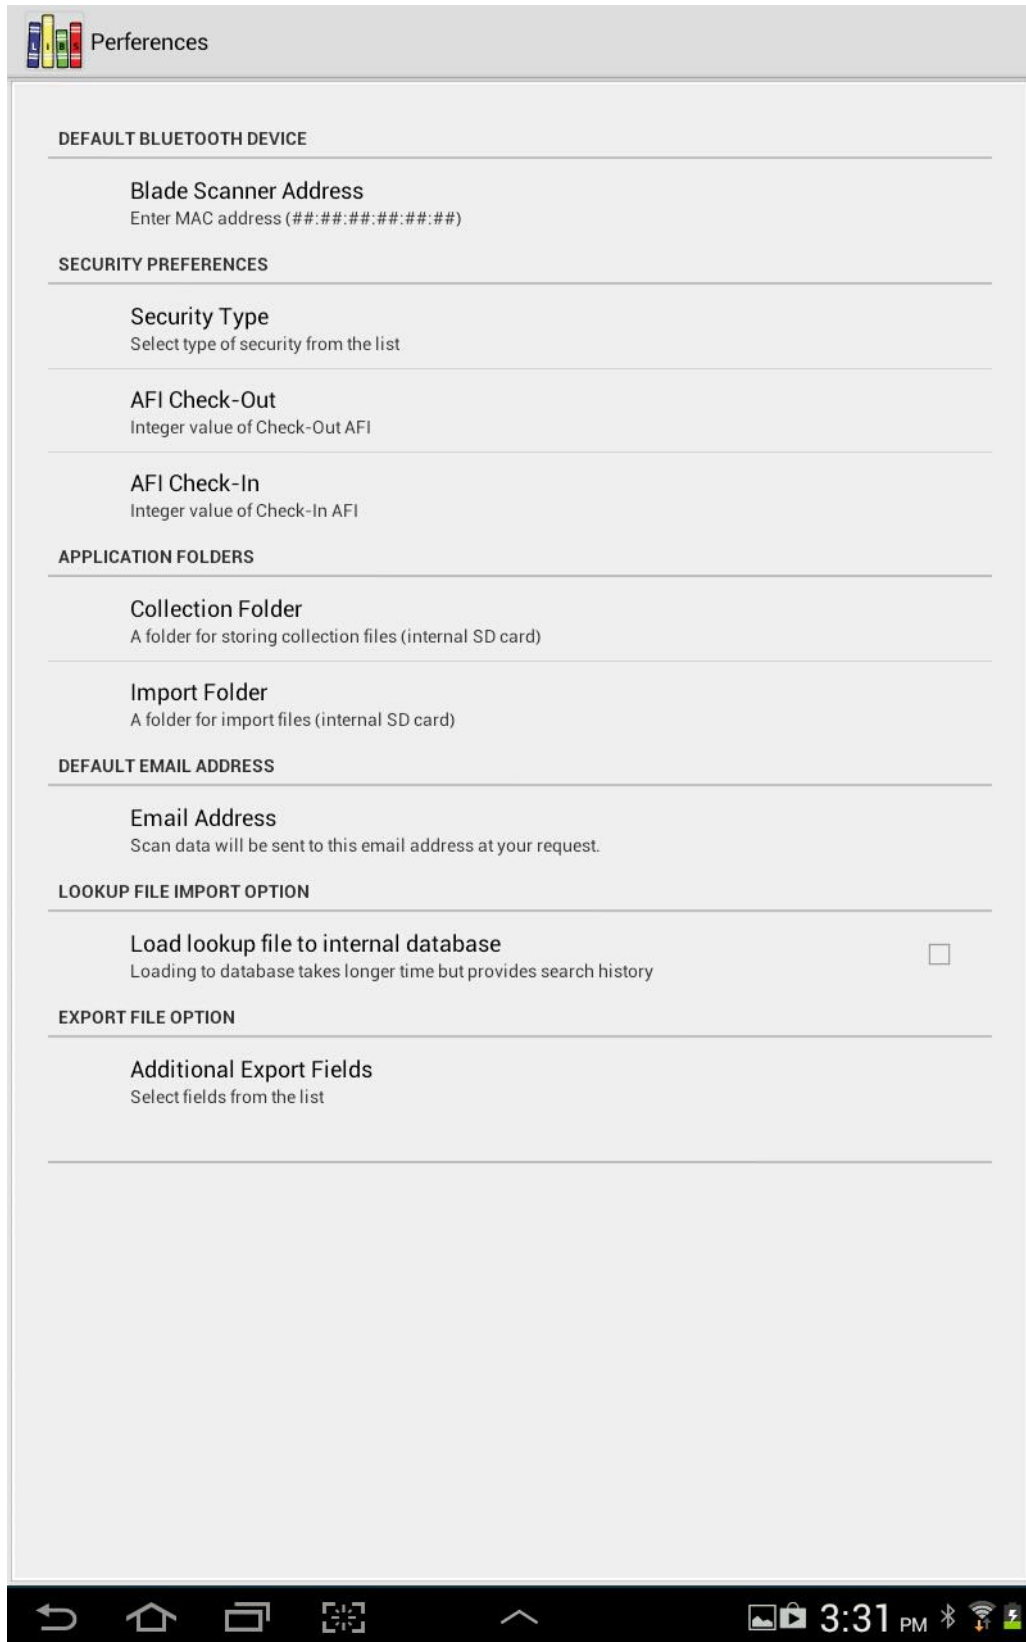 LIBS Perferences
DEFAULT BLUETOOTH DEVICE
Blade Scanner Address
Enter MAC address (##:##:##:##:##:##)
SECURITY PREFERENCES
Security Type
Select type of security from the list
AFI Check-Out
Integer value of Check-Out AFI
AFI Check-In
Integer value of Check-In AFI
APPLICATION FOLDERS
Collection Folder
A folder for storing collection files (internal SD card)
Import Folder
A folder for import files (internal SD card)
DEFAULT EMAIL ADDRESS
Email Address
Scan data will be sent to this email address at your request.
LOOKUP FILE IMPORT OPTION
Load lookup file to internal database
Loading to database takes longer time but provides search history
EXPORT FILE OPTION
Additional Export Fields
Select fields from the list
3:31 PM